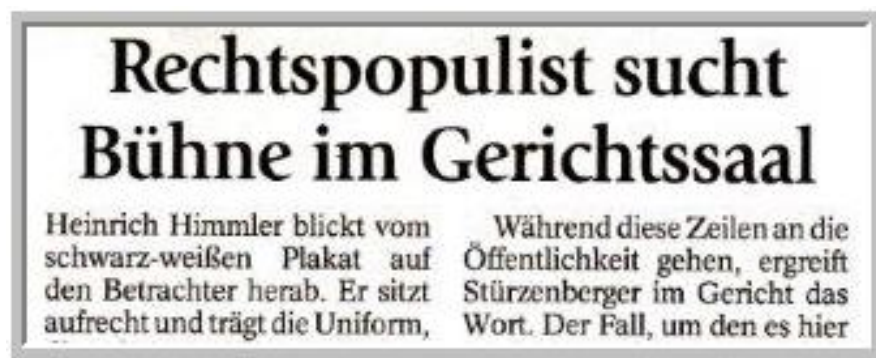 Rechtspopulist sucht
Bühne im Gerichtssaal
Heinrich Himmler blickt vom
schwarz-weißen Plakat auf
den Betrachter herab. Er sitzt
aufrecht und trägt die Uniform,
Während diese Zeilen an die
Öffentlichkeit gehen, ergreift
Stürzenberger im Gericht das
Wort. Der Fall, um den es hier